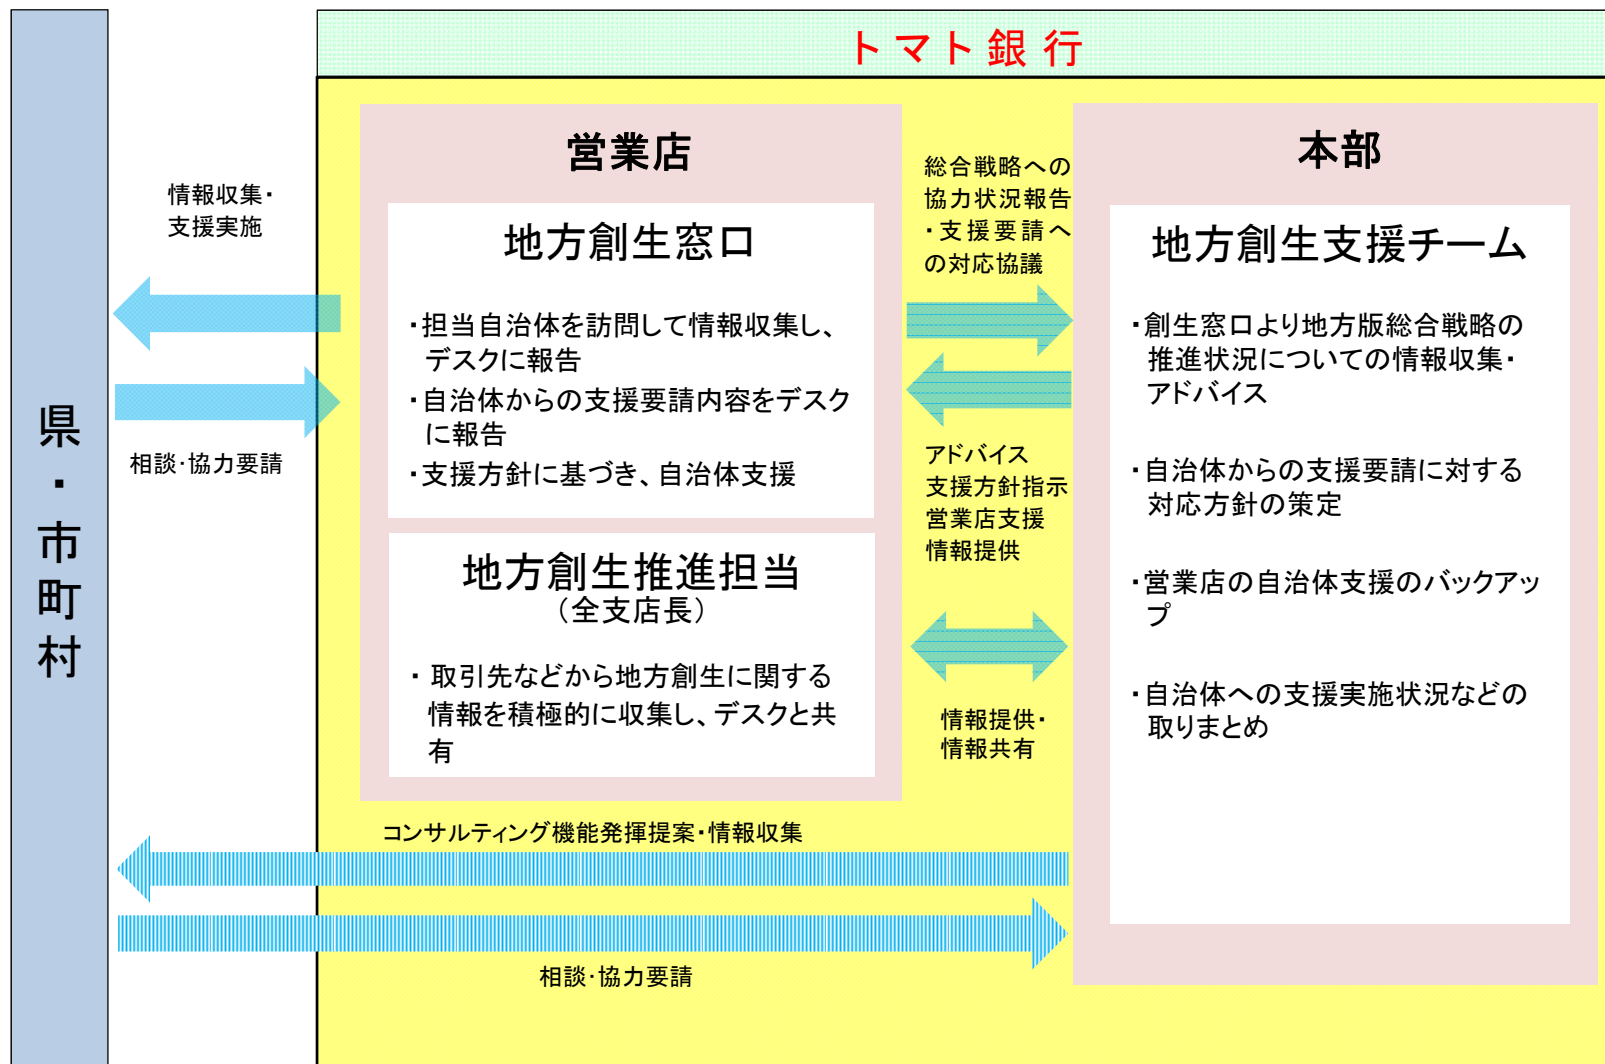 トマト銀行
県・市町村
情報収集・
支援実施
相談・協力要請
営業店
地方創生窓口
・担当自治体を訪問して情報収集し、
デスクに報告
・自治体からの支援要請内容をデスク
に報告
・支援方針に基づき、自治体支援
地方創生推進担当
（全支店長）
・ 取引先などから地方創生に関する
情報を積極的に収集し、デスクと共
有
総合戦略への
協力状況報告
・支援要請へ
の対応協議
アドバイス
支援方針指示
営業店支援
情報提供
情報提供・
情報共有
本部
地方創生支援チーム
・創生窓口より地方版総合戦略の
推進状況についての情報収集・
アドバイス
・自治体からの支援要請に対する
対応方針の策定
・営業店の自治体支援のバックアッ
プ
・自治体への支援実施状況などの
取りまとめ
コンサルティング機能発揮提案・情報収集
相談・協力要請